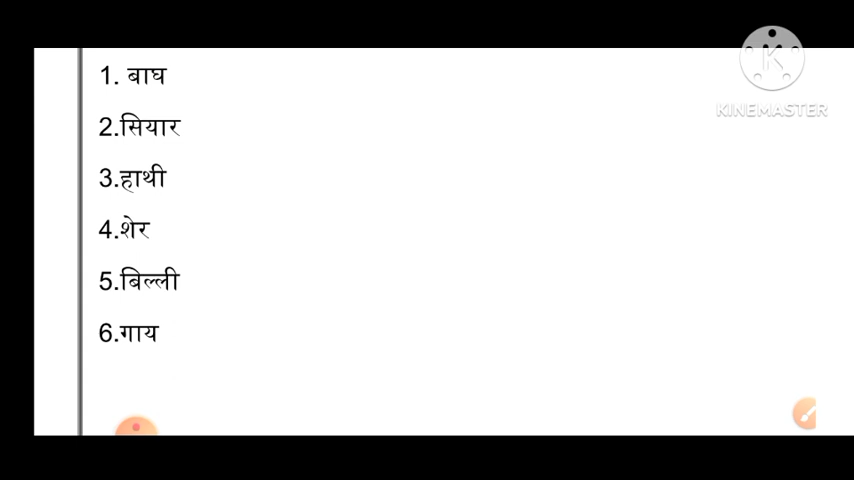 1. बाघ
KINEMASTER
2.सियार
3.हाथी
4.शेर
5.बिल्ली
6.गाय